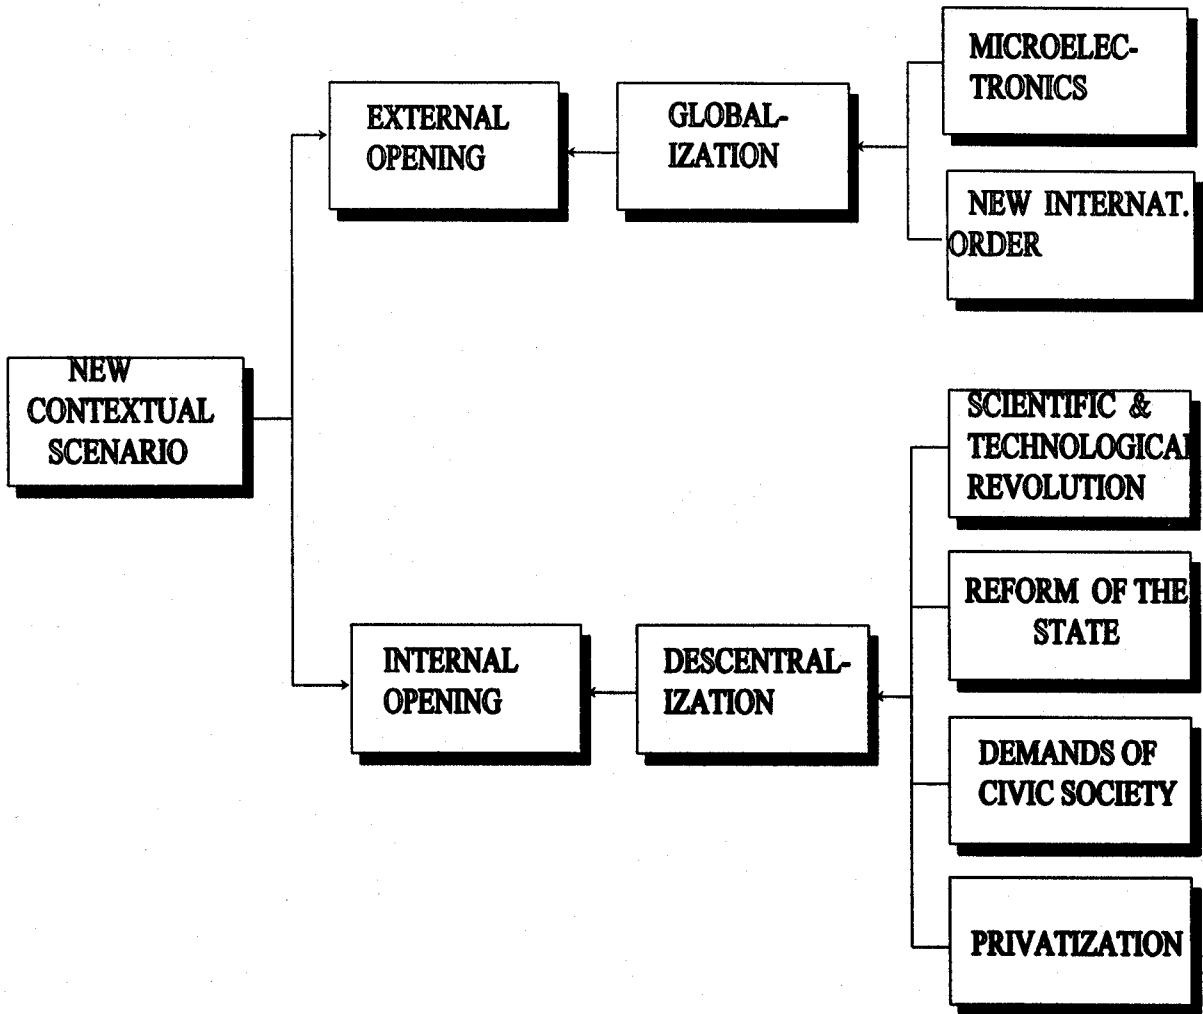 MICROELEC-
TRONICS
EXTERNAL
OPENING
GLOBAL-
IZATION
NEW INTERNAT.
ORDER
NEW
CONTEXTUAL
SCENARIO
SCIENTIFIC &
TECHNOLOGICAL
REVOLUTION
REFORM OF THE
STATE
INTERNAL
OPENING
DESCENTRAL-
IZATION
DEMANDS OF
CIVIC SOCIETY
PRIVATIZATION